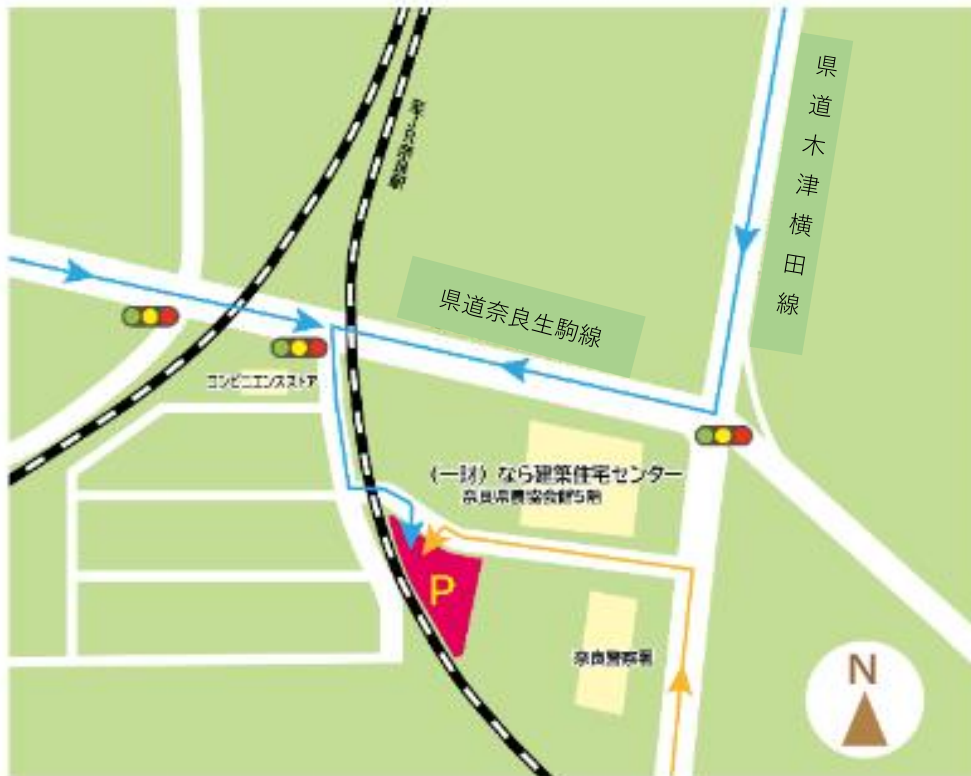 県道木津横田線
県道奈良生駒線
コンビニエンスストア
(一財)なら建築住宅センター
奈良県農協会館5階
P
奈良警察署
N